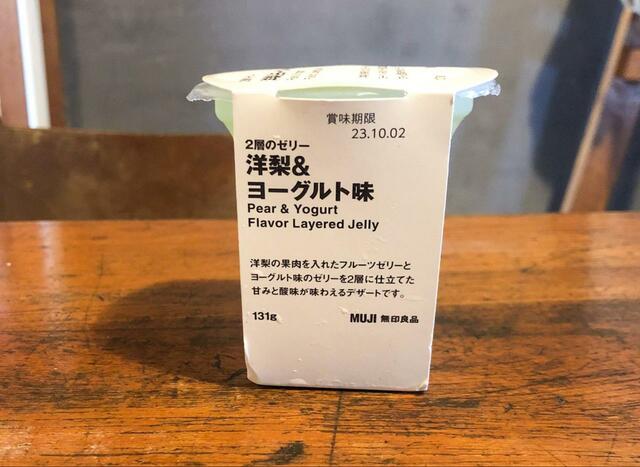 賞味期限
23.10.02
2層のゼリー
洋梨&
ヨーグルト味
Pear & Yogurt
Flavor Layered Jelly
洋梨の果肉を入れたフルーツゼリーと
ヨーグルト味のゼリーを2層に仕立てた
甘みと酸味が味わえるデザートです。
131g
MUJI 無印良品